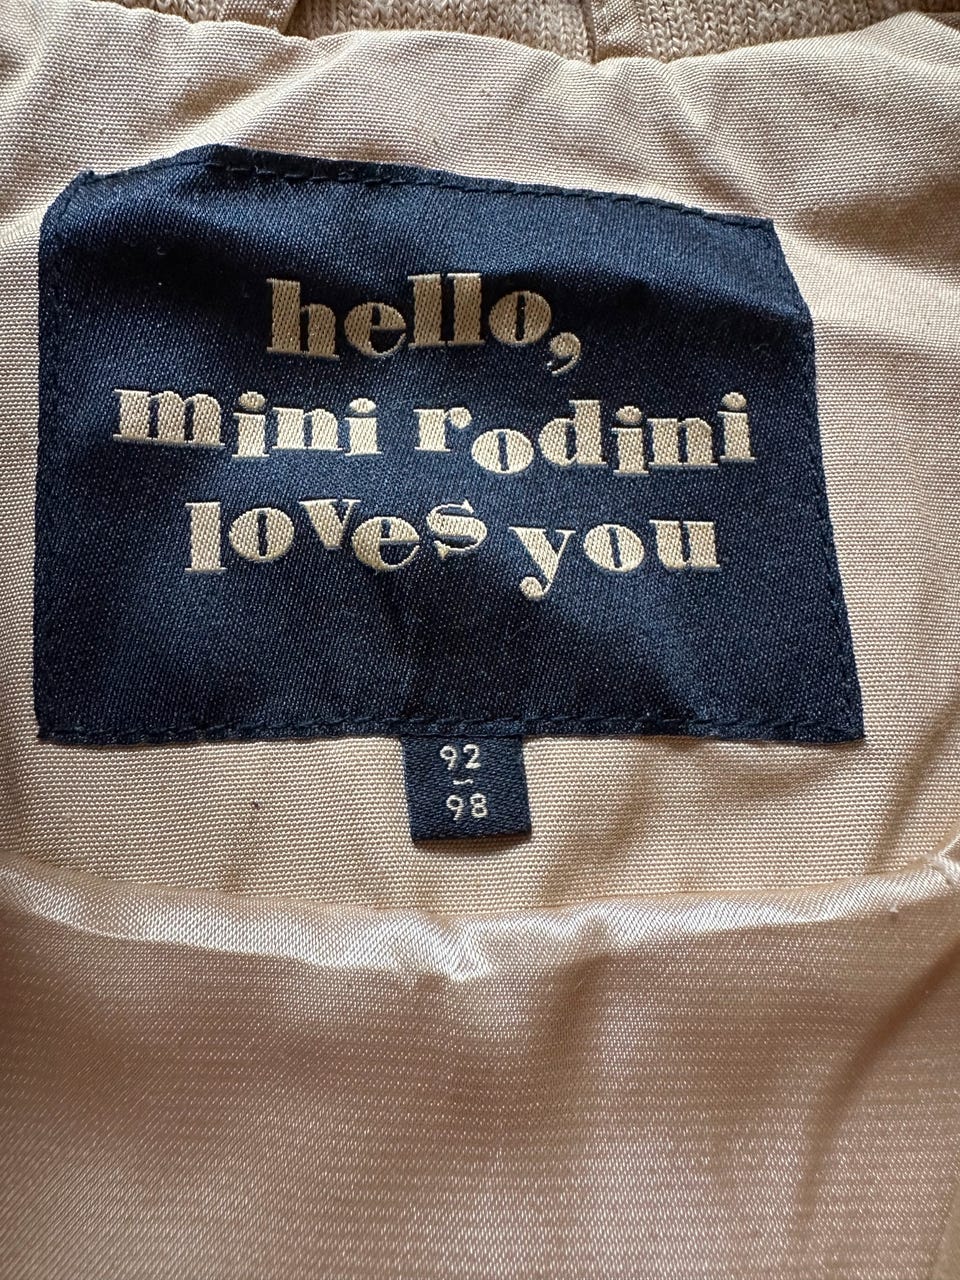 hello,
mini rodini
loves you
92
–
98